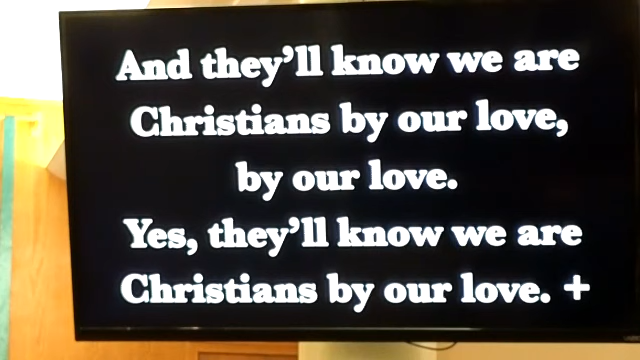 And they’ll know we are
Christians by our love,
by our love.
Yes, they’ll know we are
Christians by our love. +